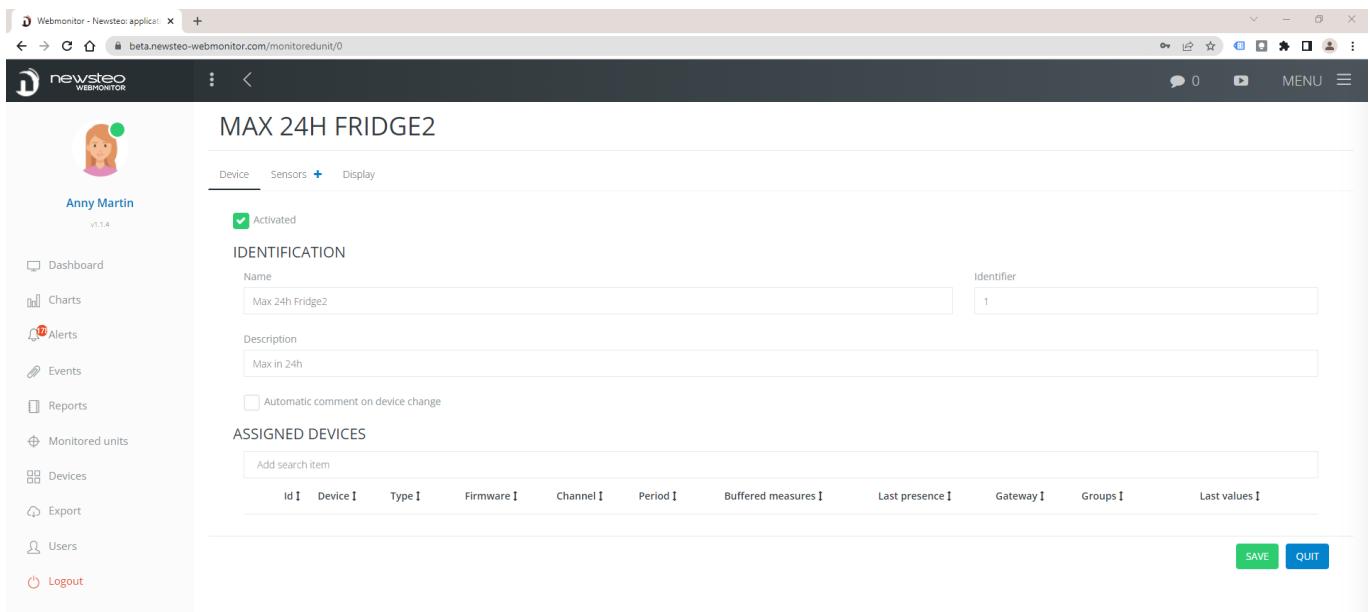 Webmonitor - Newsteo: applicati
beta.newsteo-webmonitor.com/monitoredunit/0
newsteo
WEBMONITOR
0
MENU
Anny Martin
v1.1.4
Dashboard
Charts
Alerts
Events
Reports
Monitored units
Devices
Export
Users
Logout
MAX 24H FRIDGE2
Device Sensors + Display
Activated
IDENTIFICATION
Name Identifier
Max 24h Fridge2 1
Description
Max in 24h
Automatic comment on device change
ASSIGNED DEVICES
Add search item
Id Device Type Firmware Channel Period Buffered measures Last presence Gateway Groups Last values
SAVE QUIT